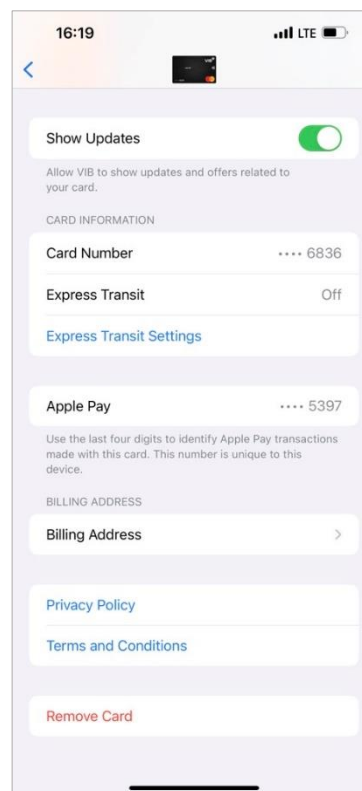 16:19
LTE
VIB
Show Updates
Allow VIB to show updates and offers related to
your card.
CARD INFORMATION
Card Number
•••• 6836
Express Transit
Off
Express Transit Settings
Apple Pay
•••• 5397
Use the last four digits to identify Apple Pay transactions
made with this card. This number is unique to this
device.
BILLING ADDRESS
Billing Address
Privacy Policy
Terms and Conditions
Remove Card